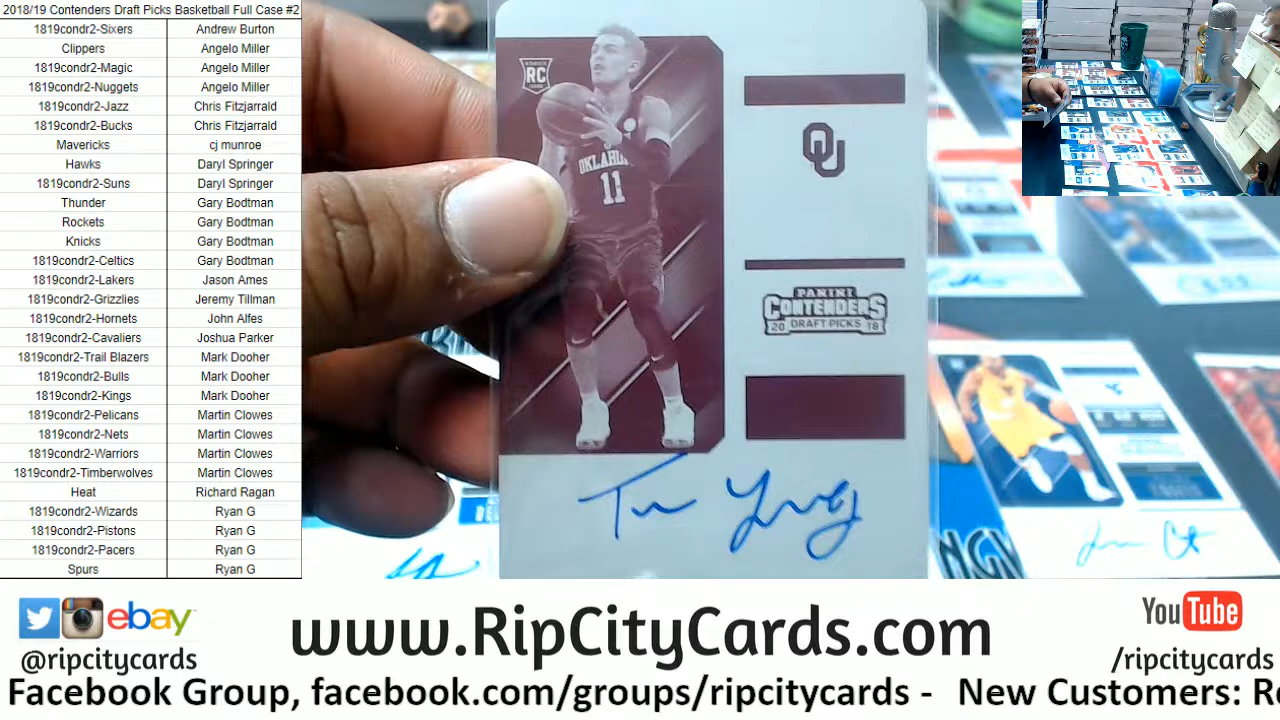 2018/19 Contenders Draft Picks Basketball Full Case #2
1819condr2-Sixers Andrew Burton
Clippers Angelo Miller
1819condr2-Magic Angelo Miller
1819condr2-Nuggets Angelo Miller
1819condr2-Jazz Chris Fitzjarrald
1819condr2-Bucks Chris Fitzjarrald
Mavericks cj munroe
Hawks Daryl Springer
1819condr2-Suns Daryl Springer
Thunder Gary Bodtman
Rockets Gary Bodtman
Knicks Gary Bodtman
1819condr2-Celtics Gary Bodtman
1819condr2-Lakers Jason Ames
1819condr2-Grizzlies Jeremy Tillman
1819condr2-Hornets John Alfes
1819condr2-Cavaliers Joshua Parker
1819condr2-Trail Blazers Mark Dooher
1819condr2-Bulls Mark Dooher
1819condr2-Kings Mark Dooher
1819condr2-Pelicans Martin Clowes
1819condr2-Nets Martin Clowes
1819condr2-Warriors Martin Clowes
1819condr2-Timberwolves Martin Clowes
Heat Richard Ragan
1819condr2-Wizards Ryan G
1819condr2-Pistons Ryan G
1819condr2-Pacers Ryan G
Spurs Ryan G
RC
OKLAHOMA
11
OU
PANINI
CONTENDERS
20 DRAFT PICKS 18
ebay
@ripcitycards
www.RipCityCards.com
YouTube
/ripcitycards
Facebook Group, facebook.com/groups/ripcitycards - New Customers: